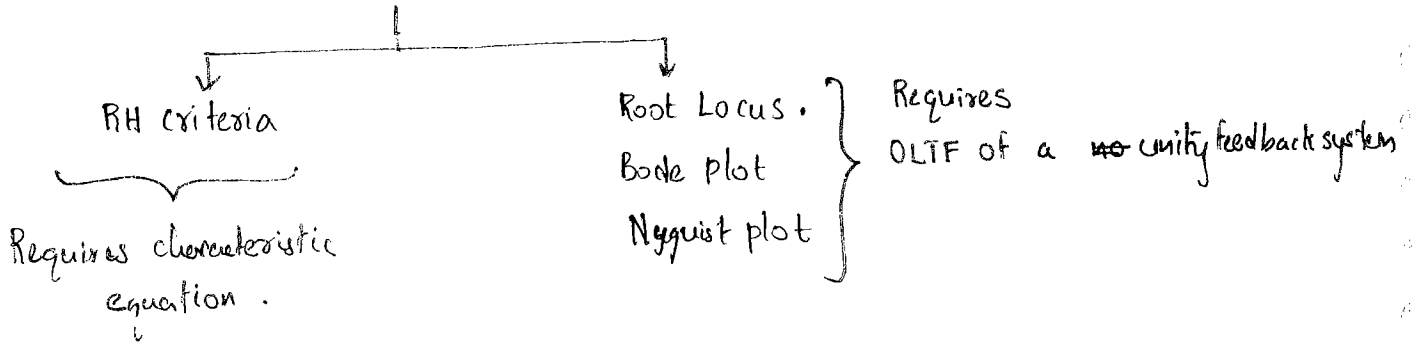 RH criteria
Requires characteristic
equation.
Root Locus.
Bode plot
Nyquist plot
Requires
OLTF of a unity feedback system